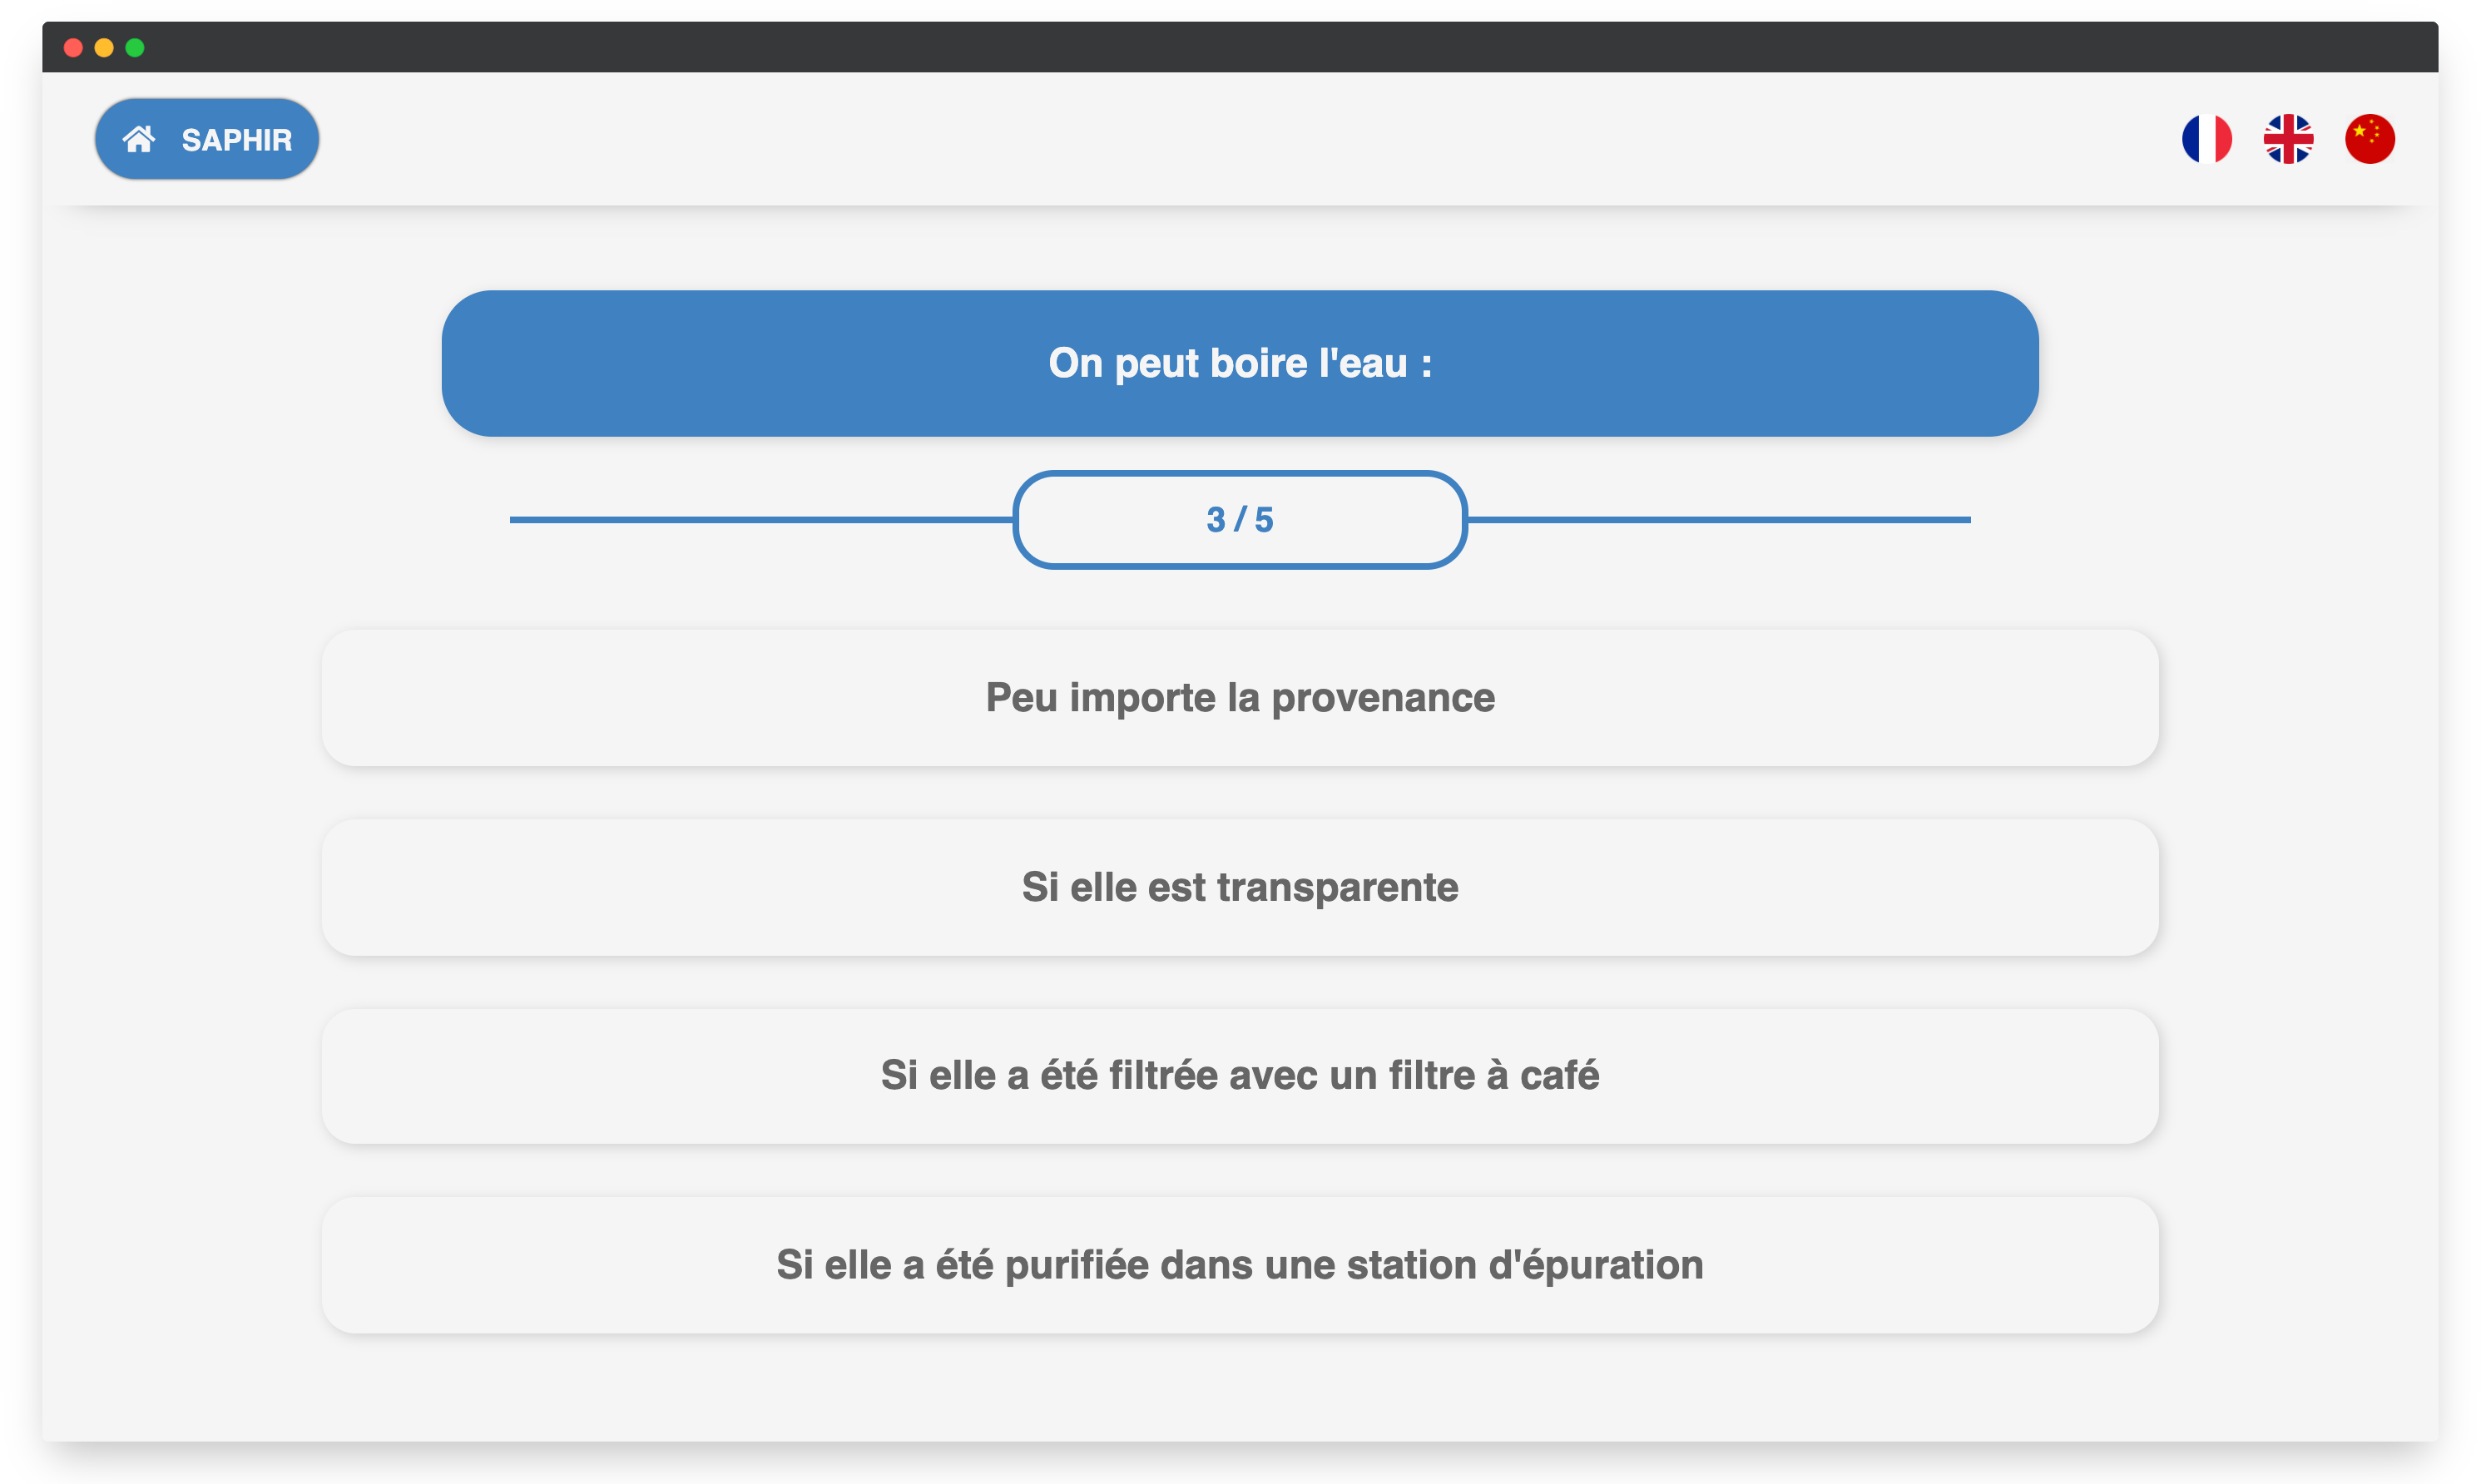 SAPHIR
On peut boire l'eau :
3 / 5
Peu importe la provenance
Si elle est transparente
Si elle a été filtrée avec un filtre à café
Si elle a été purifiée dans une station d'épuration